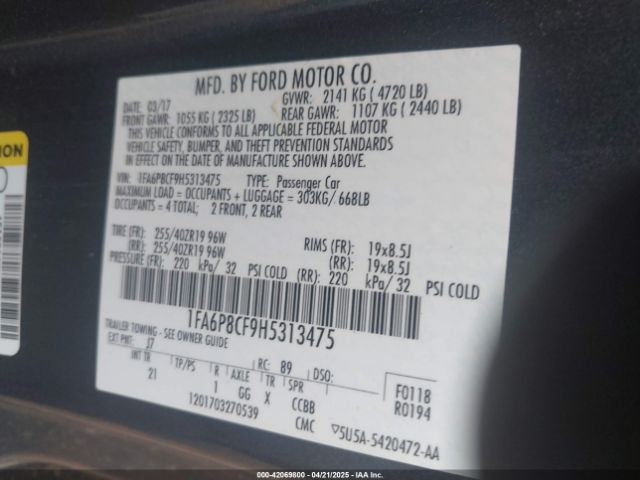 MFD. BY FORD MOTOR CO.
DATE: 03/17 GVWR: 2141 KG ( 4720 LB)
FRONT GAWR: 1055 KG ( 2325 LB) REAR GAWR: 1107 KG ( 2440 LB)
THIS VEHICLE CONFORMS TO ALL APPLICABLE FEDERAL MOTOR
VEHICLE SAFETY, BUMPER, AND THEFT PREVENTION STANDARDS
IN EFFECT ON THE DATE OF MANUFACTURE SHOWN ABOVE.
VIN: 1FA6P8CF9H5313475 TYPE: Passenger Car
MAXIMUM LOAD = OCCUPANTS + LUGGAGE = 303KG/ 668LB
OCCUPANTS = 4 TOTAL; 2 FRONT, 2 REAR
TIRE (FR): 255/40ZR19 96W RIMS (FR): 19x8.5J
(RR): 255/40ZR19 96W (RR): 19x8.5J
PRESSURE (FR): 220 kPa/ 32 PSI COLD (RR): 220 kPa/ 32 PSI COLD
1FA6P8CF9H5313475
TRAILER TOWING - SEE OWNER GUIDE
EXT PNT: J7 RC: 89 DSO:
INT TR TP/PS R AXLE TR SPR F0118
21 1 GG X CCBB R0194
1201703270539 CMC ▽5U5A-5420472-AA
000-42069800 - 04/21/2025 - IAAI.COM